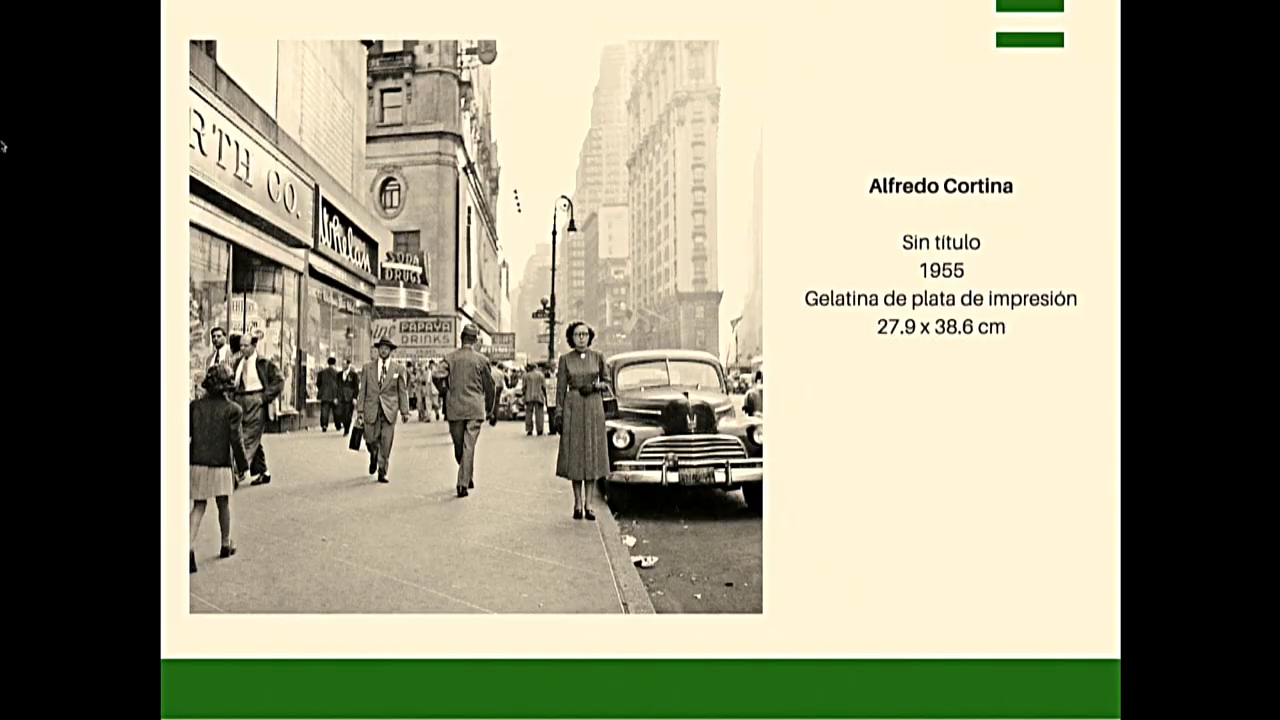 RTH CO.
SODA
DRUGS
PAPAYA
DRINKS
Alfredo Cortina
Sin título
1955
Gelatina de plata de impresión
27.9 x 38.6 cm